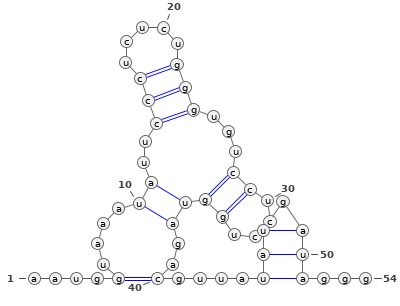 20
u c
c u
u g
c g
c g
c u
u g
u u
a c
10 c 30
u u g u g
a a g c
a u c u a
a g a u 50
u a
1 a a u g g c g u u a u a g g g 54
40